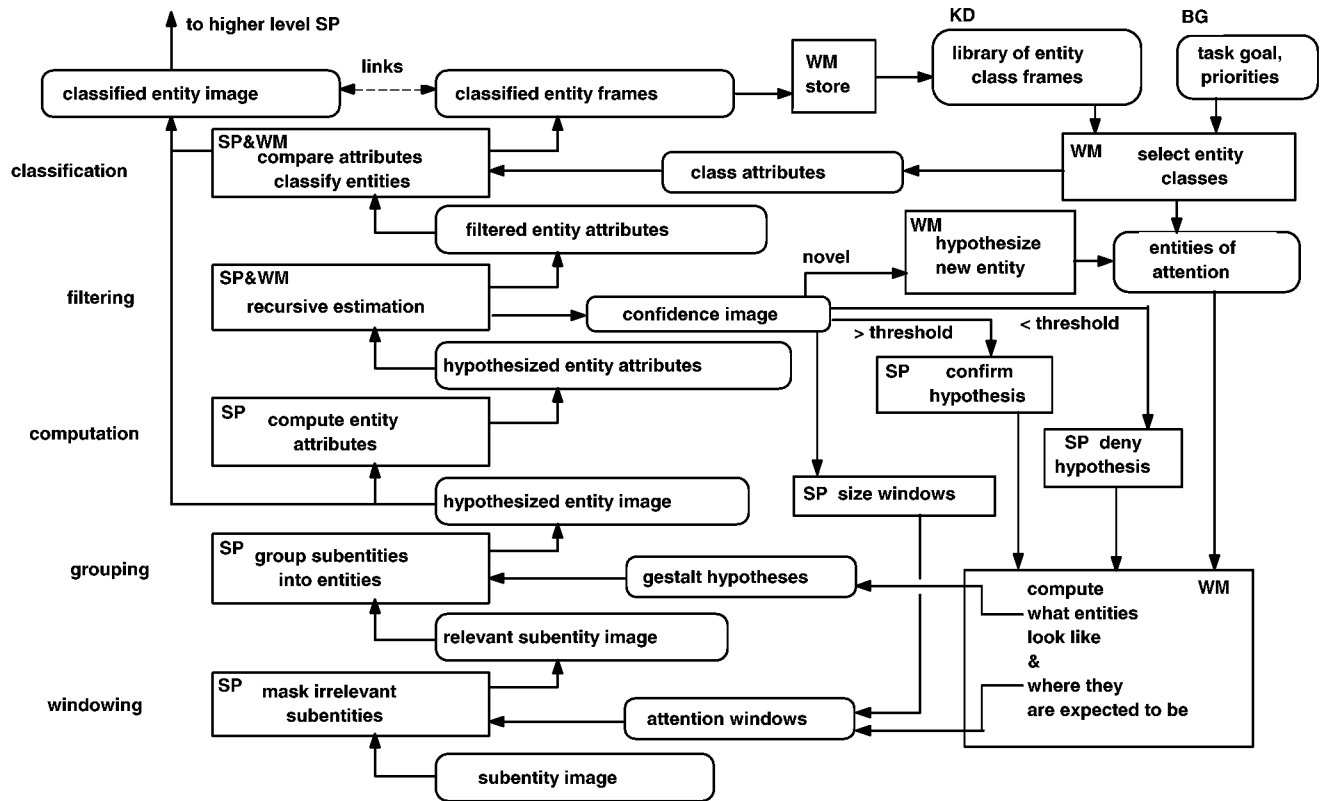 to higher level SP
KD
BG
classified entity image
links
classified entity frames
WM
store
library of entity
class frames
task goal,
priorities
classification
SP&WM
compare attributes
classify entities
class attributes
WM
select entity
classes
filtered entity attributes
WM
hypothesize
new entity
entities of
attention
novel
filtering
SP&WM
recursive estimation
confidence image
> threshold
< threshold
hypothesized entity attributes
SP confirm
hypothesis
computation
SP
compute entity
attributes
SP deny
hypothesis
hypothesized entity image
SP size windows
grouping
SP
group subentities
into entities
gestalt hypotheses
compute
what entities
look like
&
where they
are expected to be
WM
relevant subentity image
windowing
SP
mask irrelevant
subentities
attention windows
subentity image